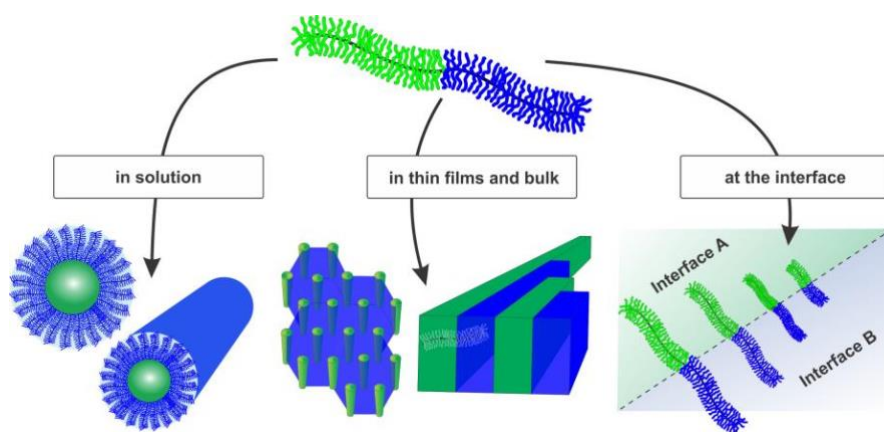 in solution
in thin films and bulk
at the interface
Interface A
Interface B